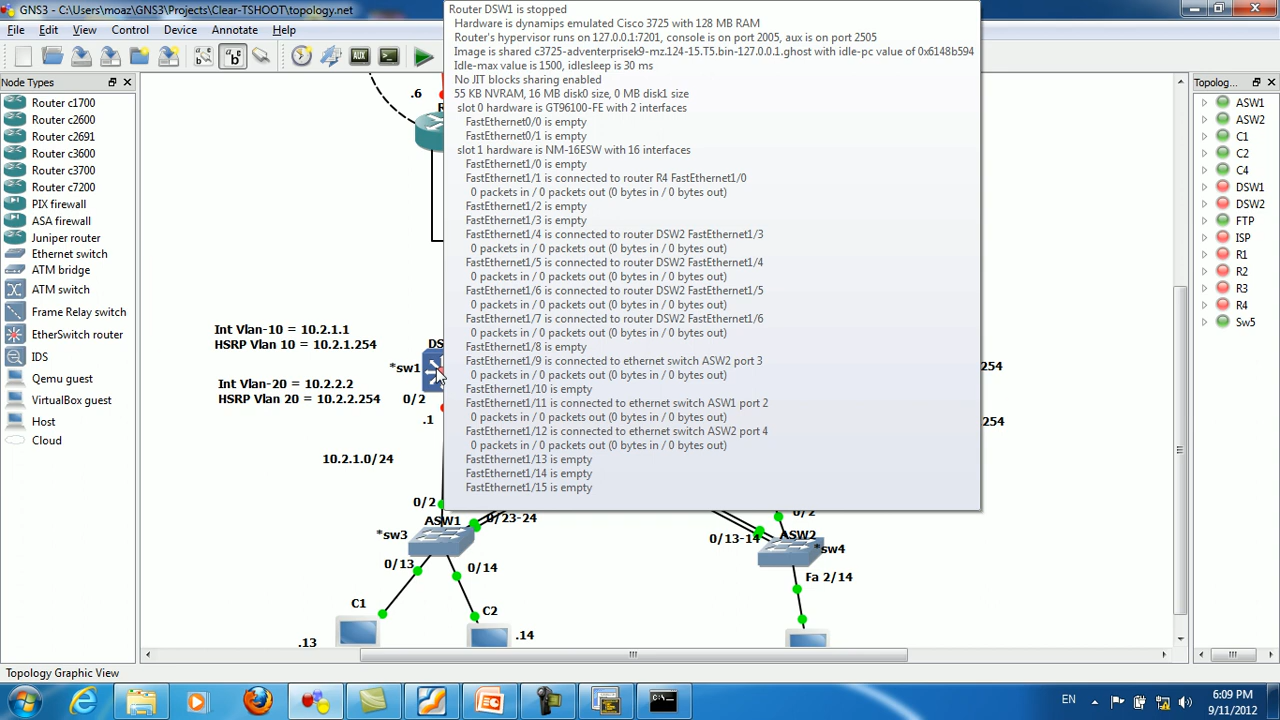 GNS3 - C:\Users\moaz\GNS3\Projects\Clear-TSHOOT\topology.net
File Edit View Control Device Annotate Help
AUX
Node Types
Router c1700
Router c2600
Router c2691
Router c3600
Router c3700
Router c7200
PIX firewall
ASA firewall
Juniper router
Ethernet switch
ATM bridge
ATM switch
Frame Relay switch
EtherSwitch router
IDS
Qemu guest
VirtualBox guest
Host
Cloud
Router DSW1 is stopped
Hardware is dynamips emulated Cisco 3725 with 128 MB RAM
Router's hypervisor runs on 127.0.0.1:7201, console is on port 2005, aux is on port 2505
Image is shared c3725-adventerprisek9-mz.124-15.T5.bin-127.0.0.1.ghost with idle-pc value of 0x6148b594
Idle-max value is 1500, idlesleep is 30 ms
No JIT blocks sharing enabled
55 KB NVRAM, 16 MB disk0 size, 0 MB disk1 size
slot 0 hardware is GT96100-FE with 2 interfaces
FastEthernet0/0 is empty
FastEthernet0/1 is empty
slot 1 hardware is NM-16ESW with 16 interfaces
FastEthernet1/0 is empty
FastEthernet1/1 is connected to router R4 FastEthernet1/0
0 packets in / 0 packets out (0 bytes in / 0 bytes out)
FastEthernet1/2 is empty
FastEthernet1/3 is empty
FastEthernet1/4 is connected to router DSW2 FastEthernet1/3
0 packets in / 0 packets out (0 bytes in / 0 bytes out)
FastEthernet1/5 is connected to router DSW2 FastEthernet1/4
0 packets in / 0 packets out (0 bytes in / 0 bytes out)
FastEthernet1/6 is connected to router DSW2 FastEthernet1/5
0 packets in / 0 packets out (0 bytes in / 0 bytes out)
FastEthernet1/7 is connected to router DSW2 FastEthernet1/6
0 packets in / 0 packets out (0 bytes in / 0 bytes out)
FastEthernet1/8 is empty
FastEthernet1/9 is connected to ethernet switch ASW2 port 3
0 packets in / 0 packets out (0 bytes in / 0 bytes out)
FastEthernet1/10 is empty
FastEthernet1/11 is connected to ethernet switch ASW1 port 2
0 packets in / 0 packets out (0 bytes in / 0 bytes out)
FastEthernet1/12 is connected to ethernet switch ASW2 port 4
0 packets in / 0 packets out (0 bytes in / 0 bytes out)
FastEthernet1/13 is empty
FastEthernet1/14 is empty
FastEthernet1/15 is empty
.6
R
Int Vlan-10 = 10.2.1.1
HSRP Vlan 10 = 10.2.1.254
DS
*sw1
Int Vlan-20 = 10.2.2.2
HSRP Vlan 20 = 10.2.2.254
0/2
.1
254
254
10.2.1.0/24
0/2
ASW1
0/23-24
*sw3
0/13
0/14
0/2
0/13-14
ASW2
*sw4
Fa 2/14
C1
C2
.13
.14
Topolog...
ASW1
ASW2
C1
C2
C4
DSW1
DSW2
FTP
ISP
R1
R2
R3
R4
Sw5
Topology Graphic View
EN
6:09 PM
9/11/2012